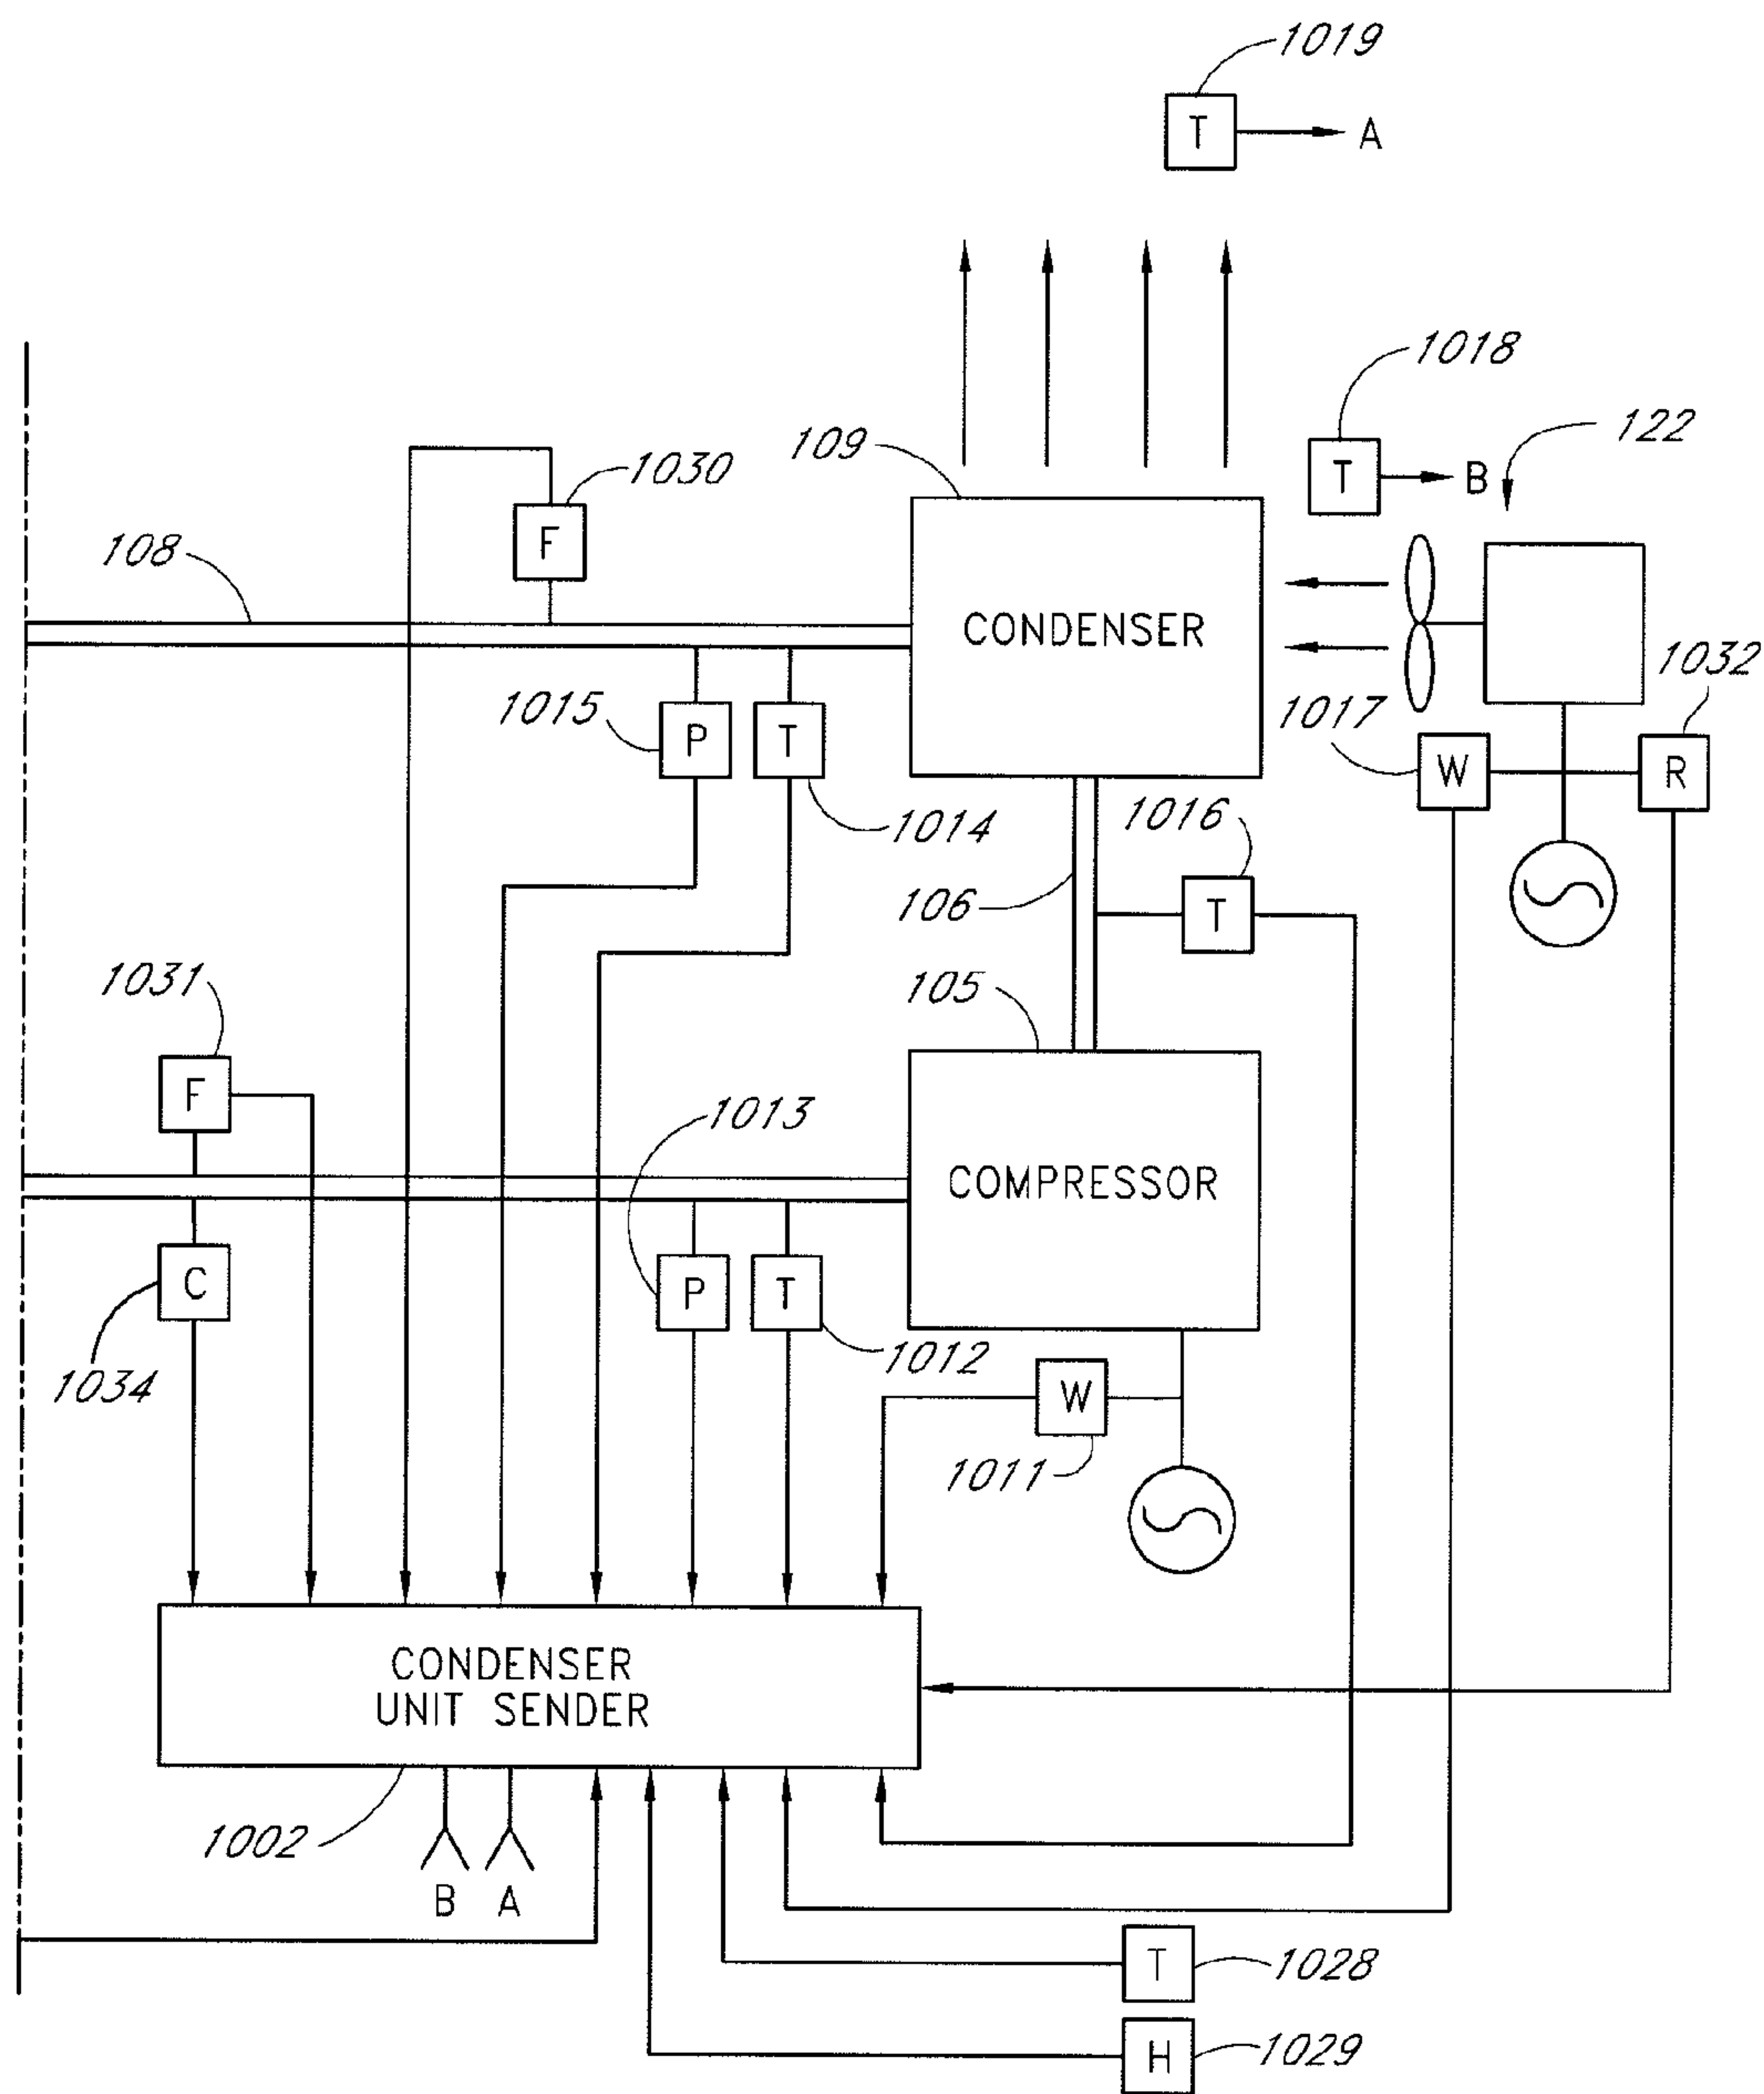 1019
T
A
1018
122
T
B
109
1030
F
108
CONDENSER
1032
1017
1015
P
T
W
R
1014
1016
106
T
1031
105
F
1013
COMPRESSOR
C
P
T
1034
1012
W
1011
CONDENSER
UNIT SENDER
1002
B
A
T
1028
H
1029